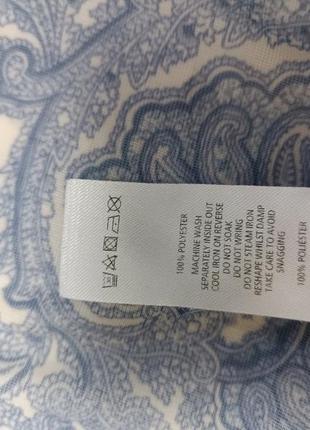 100% POLYESTER
MACHINE WASH
SEPARATELY INSIDE OUT
COOL IRON ON REVERSE
DO NOT SOAK
DO NOT WRING
DO NOT STEAM IRON
RESHAPE WHILST DAMP
TAKE CARE TO AVOID
SNAGGING
100% POLIÉSTER